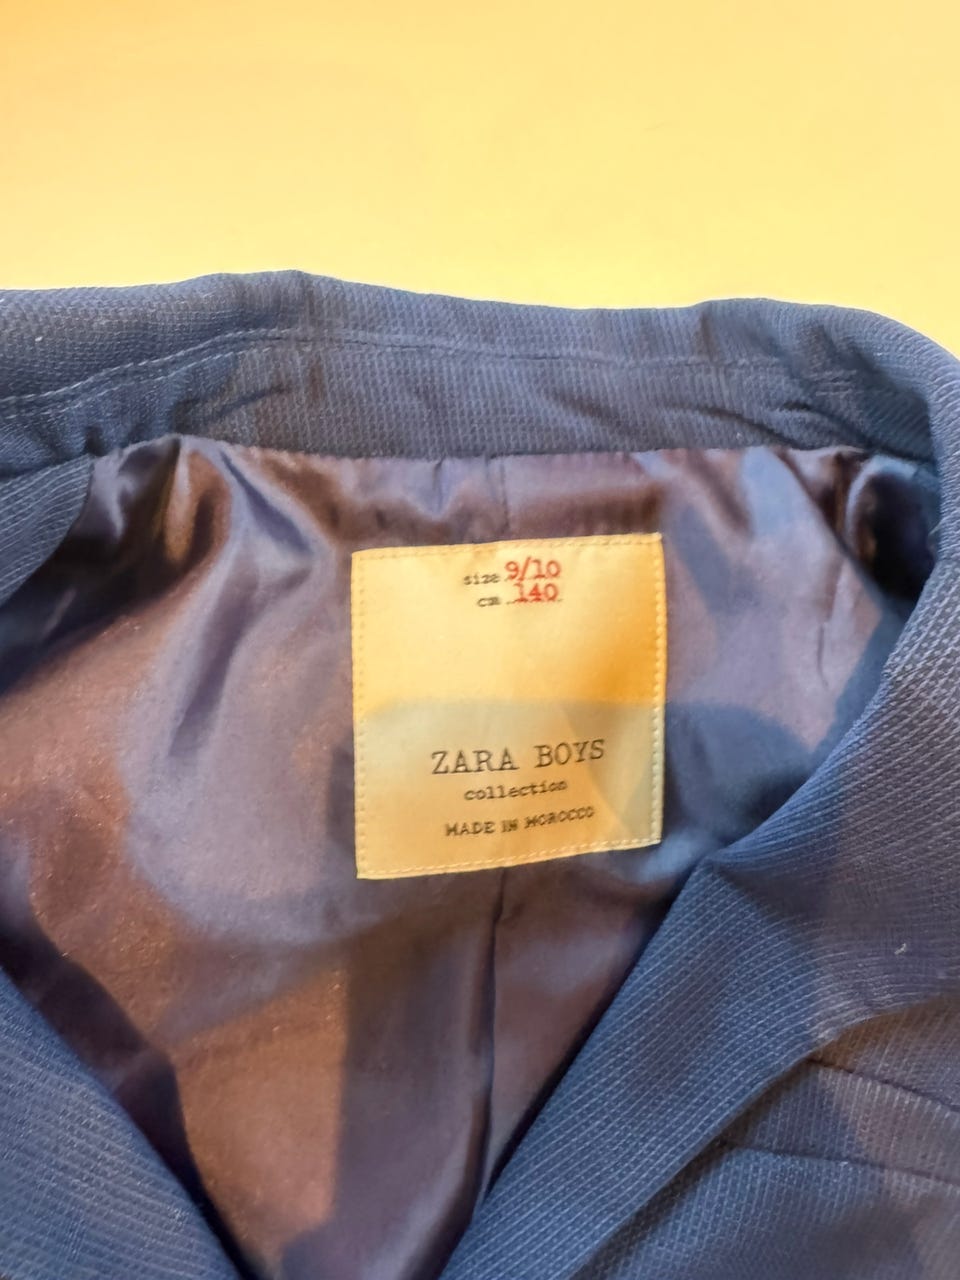 size 9/10
cm 140
ZARA BOYS
collection
MADE IN MOROCCO